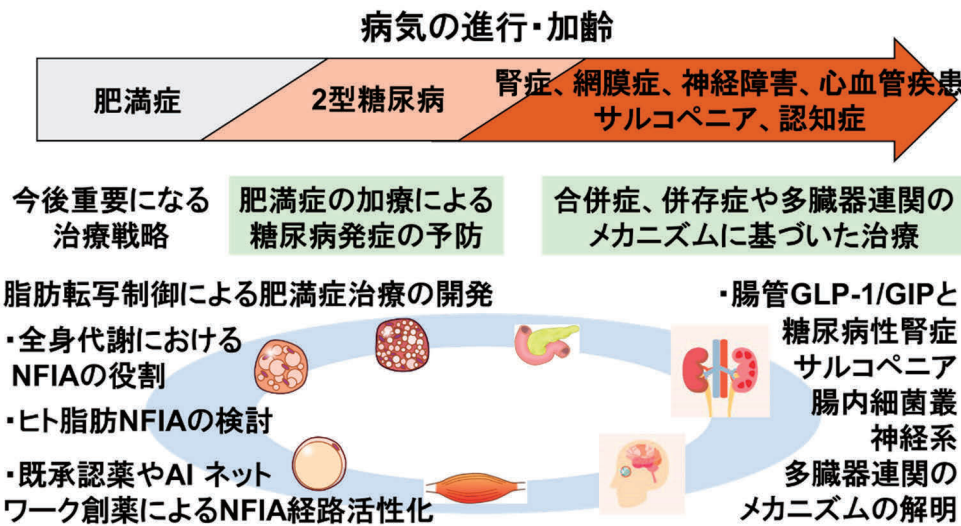 病気の進行・加齢
肥満症
2型糖尿病
腎症、網膜症、神経障害、心血管疾患
サルコペニア、認知症
今後重要になる
治療戦略
肥満症の加療による
糖尿病発症の予防
合併症、併存症や多臓器連関の
メカニズムに基づいた治療
脂肪転写制御による肥満症治療の開発
・全身代謝における
NFIAの役割
・ヒト脂肪NFIAの検討
・既承認薬やAI ネット
ワーク創薬によるNFIA経路活性化
・腸管GLP-1/GIPと
糖尿病性腎症
サルコペニア
腸内細菌叢
神経系
多臓器連関の
メカニズムの解明